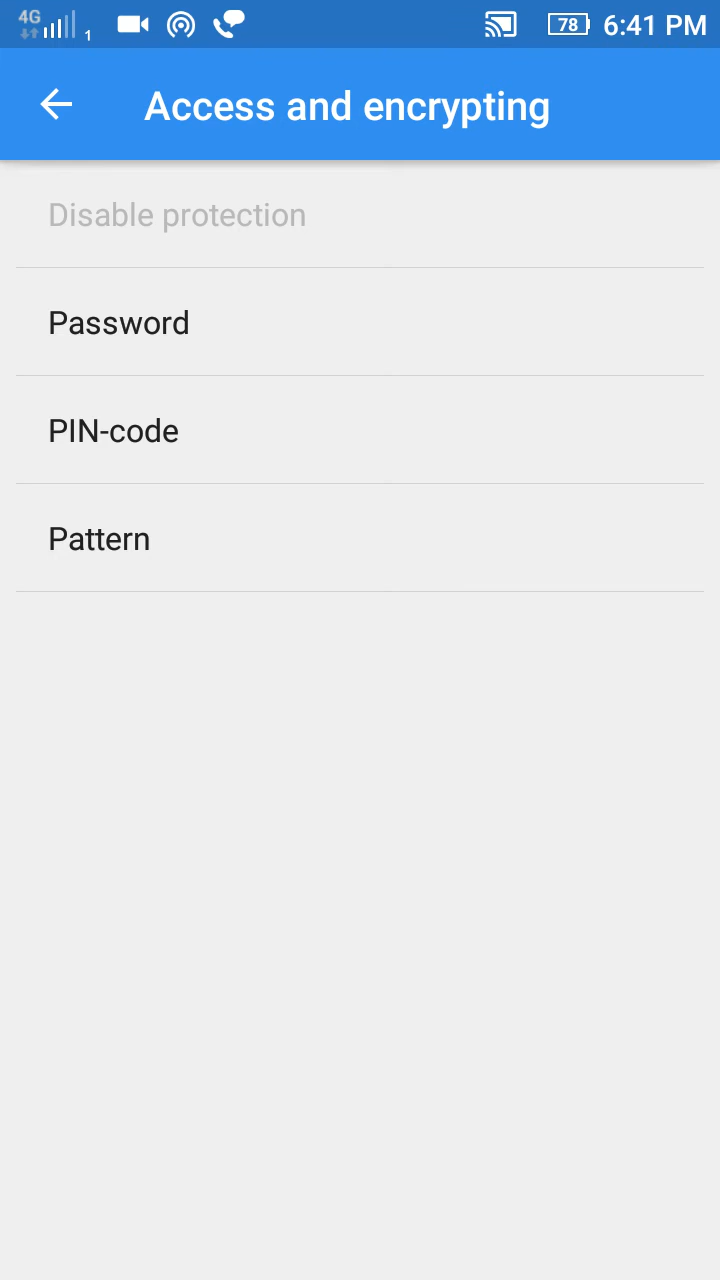 4G 1 78 6:41 PM
Access and encrypting
Disable protection
Password
PIN-code
Pattern